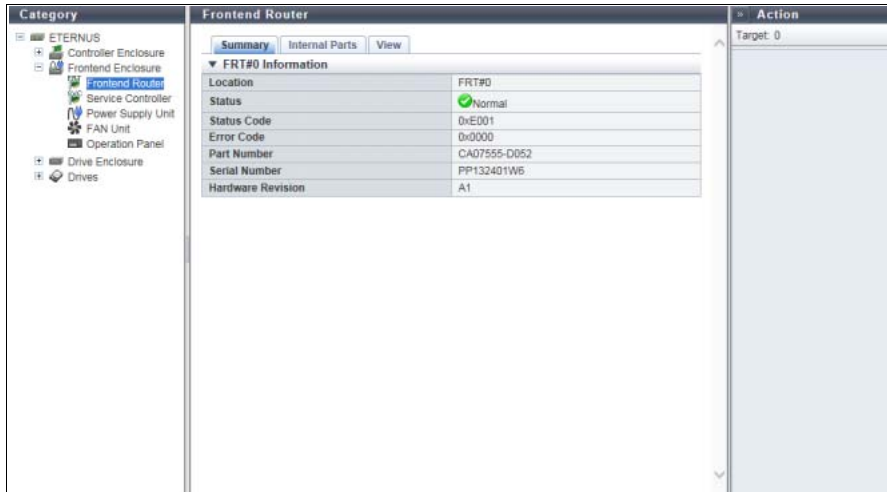 Category
ETERNUS
Controller Enclosure
Frontend Enclosure
Frontend Router
Service Controller
Power Supply Unit
FAN Unit
Operation Panel
Drive Enclosure
Drives
Frontend Router
Summary Internal Parts View
▼ FRT#0 Information
Location FRT#0
Status Normal
Status Code 0xE001
Error Code 0x0000
Part Number CA07555-D052
Serial Number PP132401W6
Hardware Revision A1
» Action
Target: 0